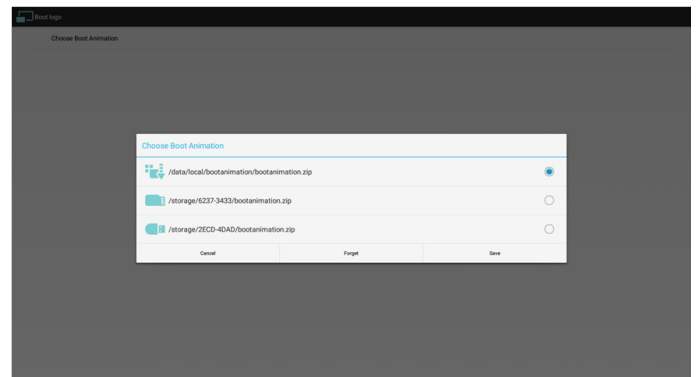 Boot logo
Choose Boot Animation
Choose Boot Animation
/data/local/bootanimation/bootanimation.zip
/storage/6237-3433/bootanimation.zip
/storage/2ECD-4DAD/bootanimation.zip
Cancel Forget Save